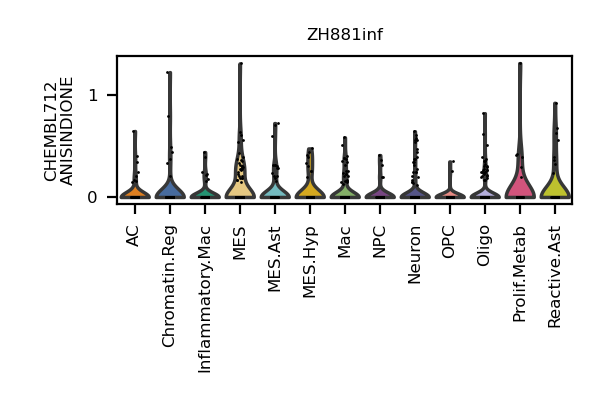 ZH881inf
CHEMBL712
ANISINDIONE
1
0
AC
Chromatin.Reg
Inflammatory.Mac
MES
MES.Ast
MES.Hyp
Mac
NPC
Neuron
OPC
Oligo
Prolif.Metab
Reactive.Ast